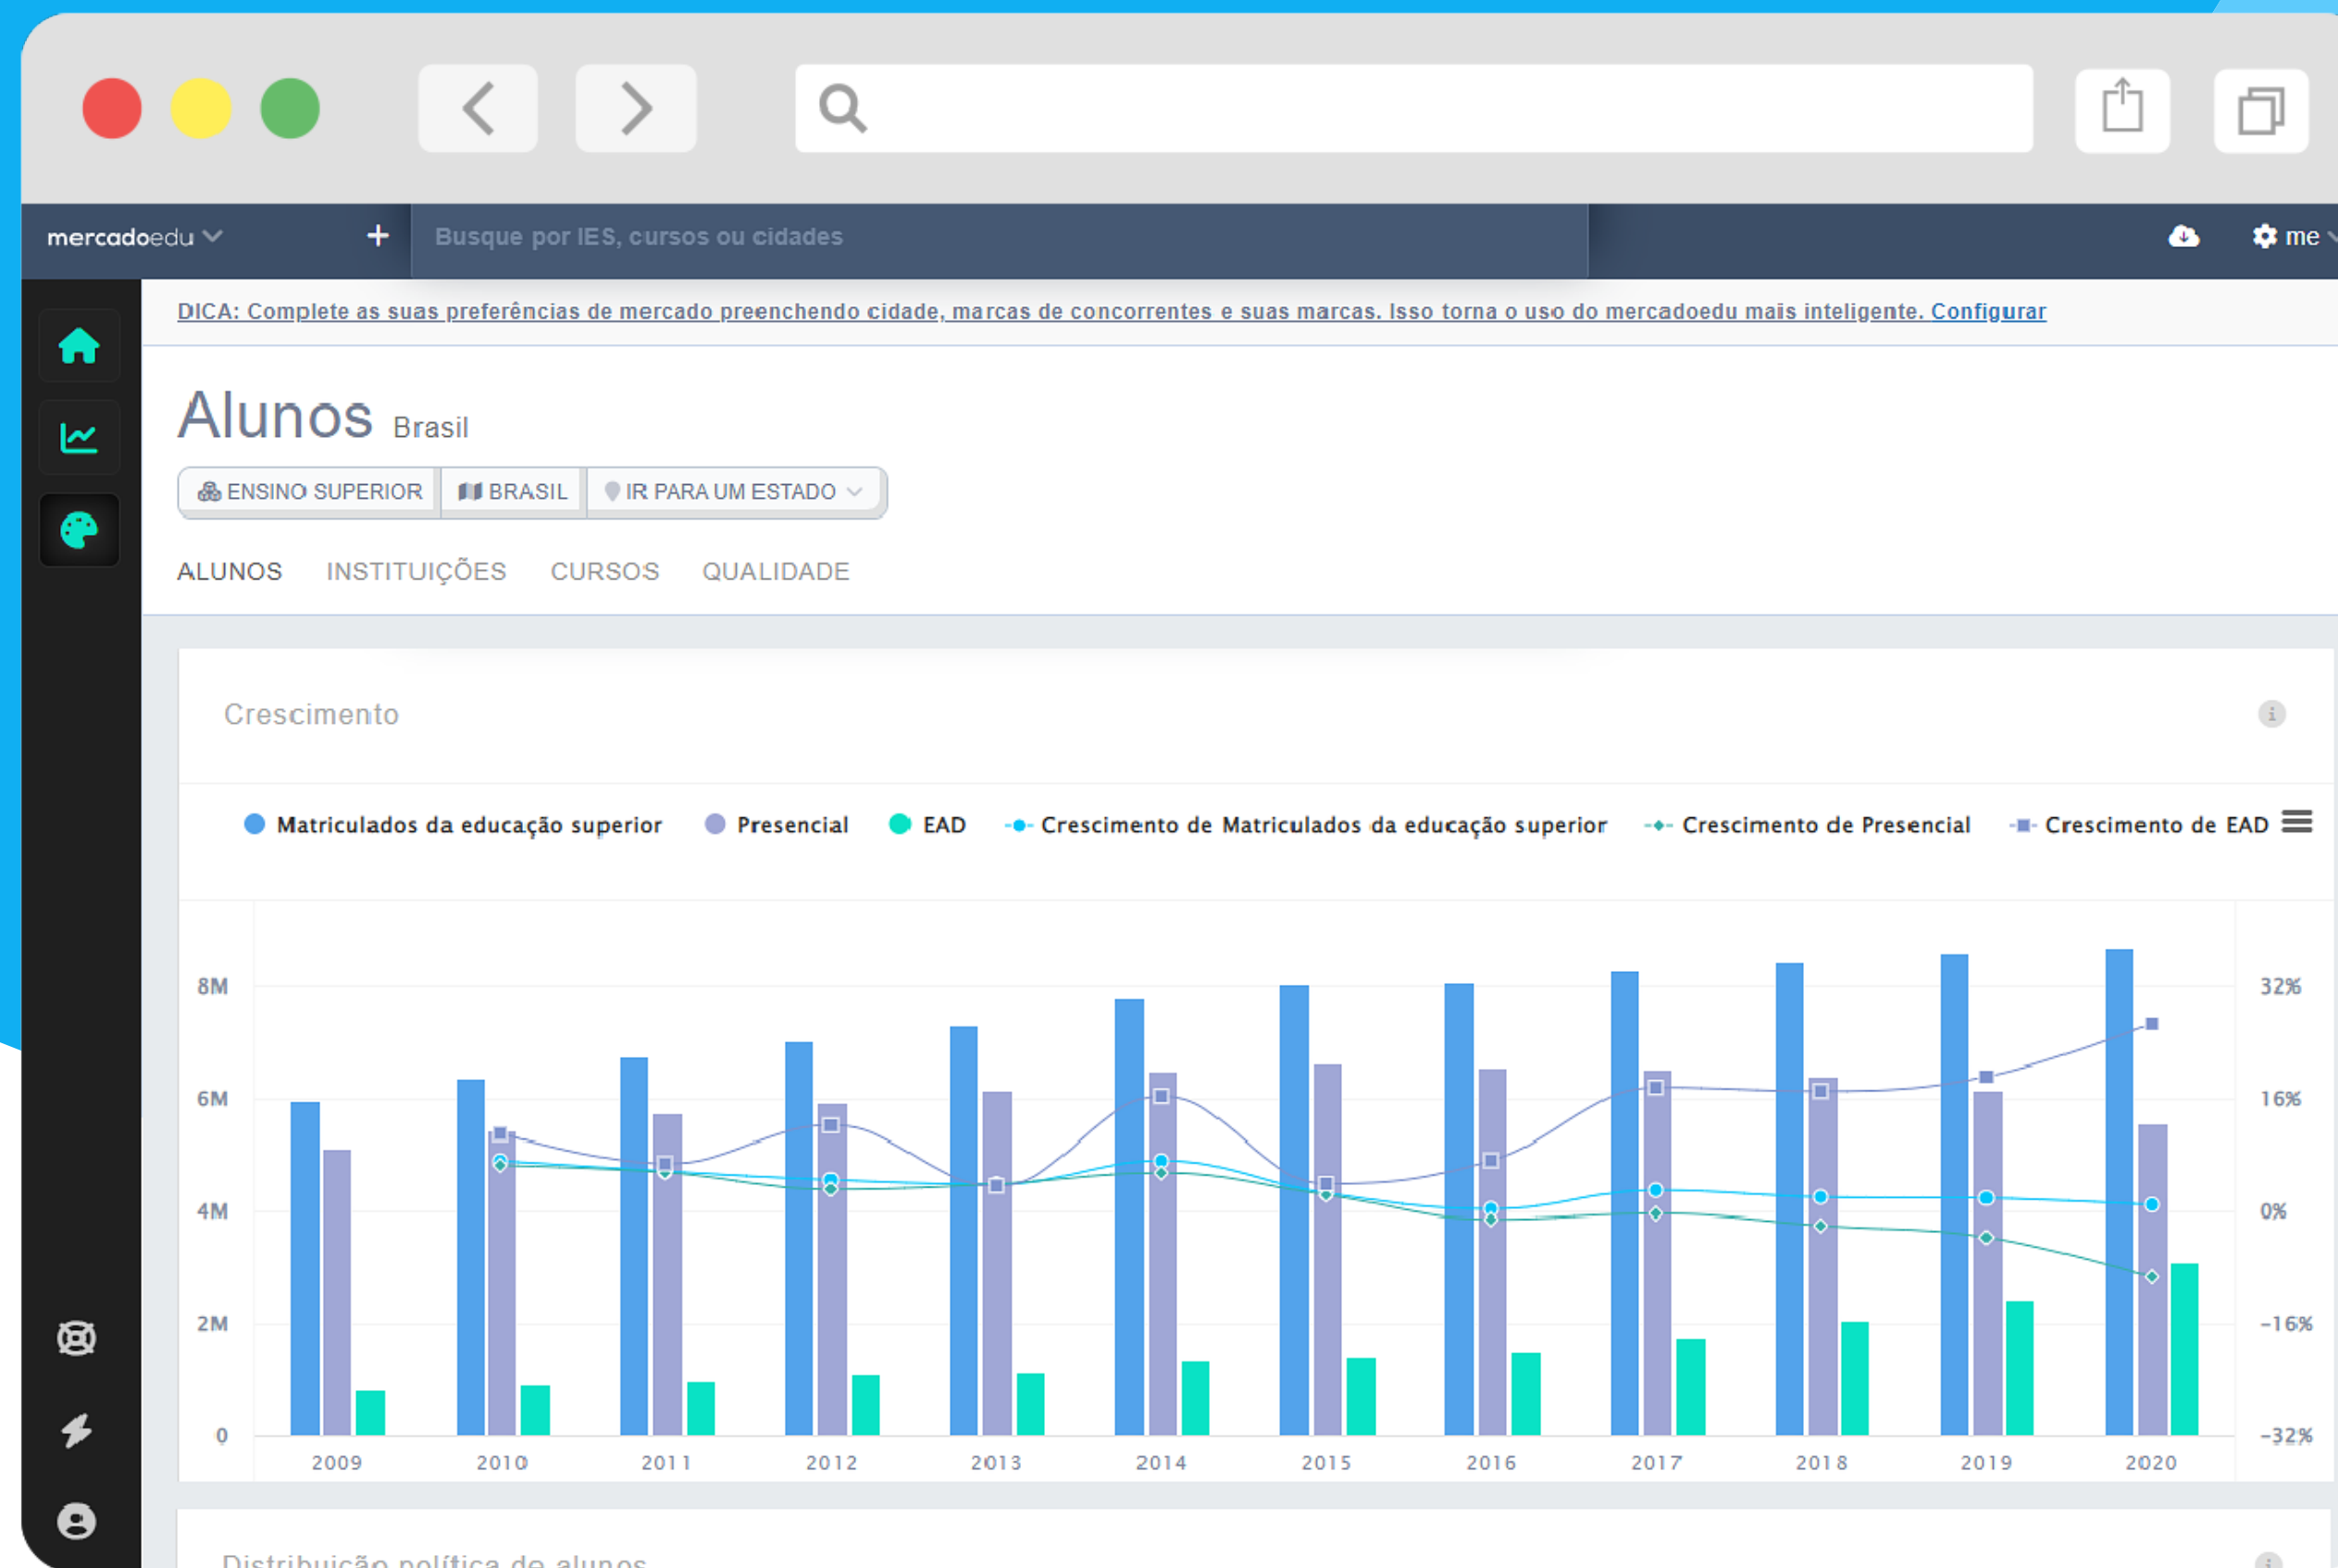 mercadoedu
Busque por IES, cursos ou cidades
me
DICA: Complete as suas preferências de mercado preenchendo cidade, marcas de concorrentes e suas marcas. Isso torna o uso do mercadoedu mais inteligente. Configurar
Alunos Brasil
ENSINO SUPERIOR BRASIL IR PARA UM ESTADO
ALUNOS INSTITUIÇÕES CURSOS QUALIDADE
Crescimento
Matriculados da educação superior Presencial EAD Crescimento de Matriculados da educação superior Crescimento de Presencial Crescimento de EAD
8M 32%
6M 16%
4M 0%
2M -16%
0 -32%
2009 2010 2011 2012 2013 2014 2015 2016 2017 2018 2019 2020
Distribuição política de alunos